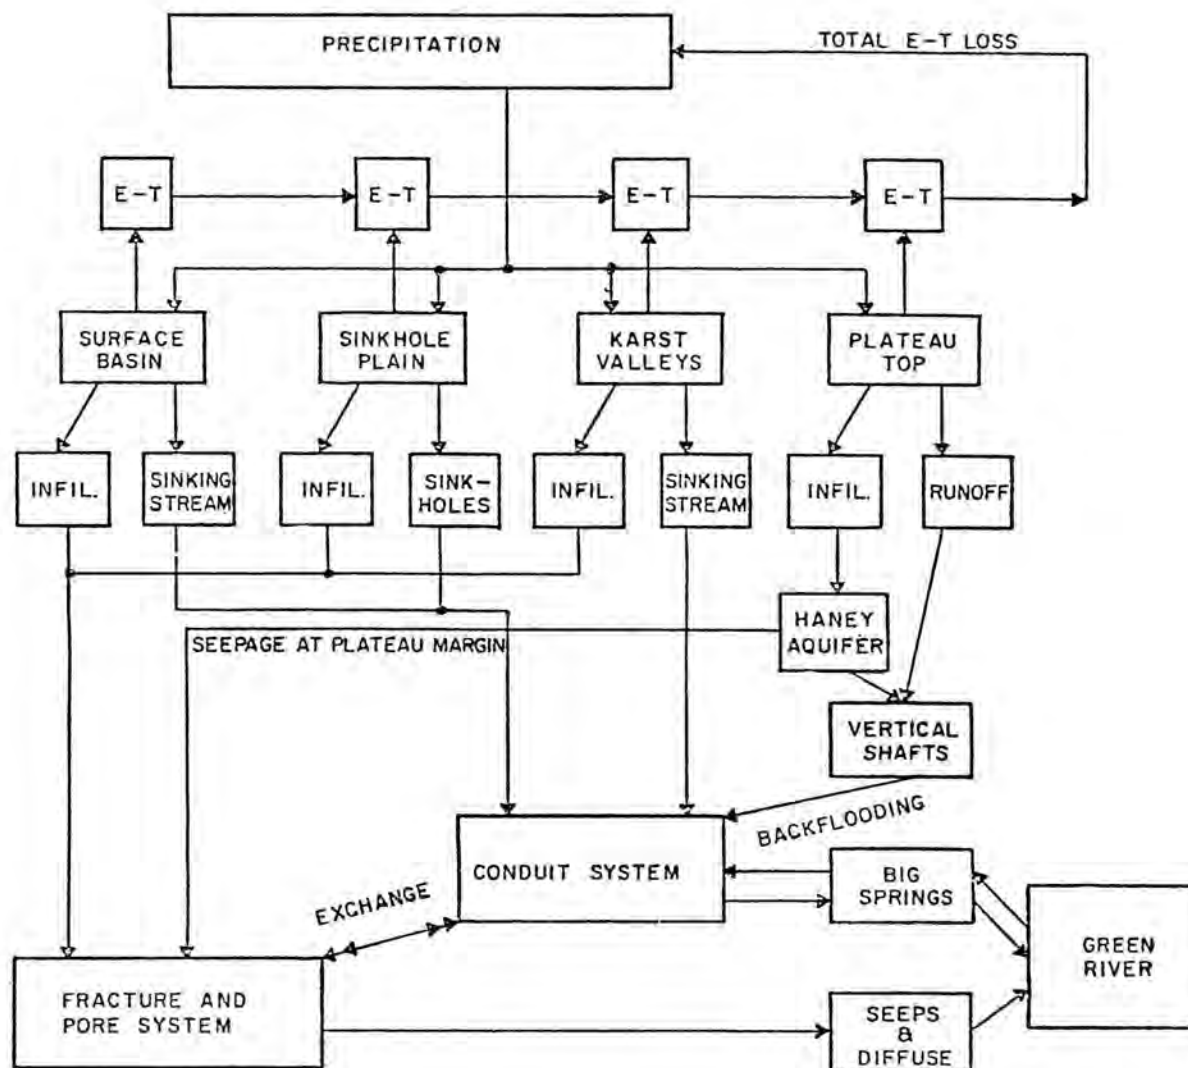 PRECIPITATION
TOTAL E-T LOSS
E-T
E-T
E-T
E-T
SURFACE
BASIN
SINKHOLE
PLAIN
KARST
VALLEYS
PLATEAU
TOP
INFIL.
SINKING
STREAM
INFIL.
SINK-
HOLES
INFIL.
SINKING
STREAM
INFIL.
RUNOFF
HANEY
AQUIFER
SEEPAGE AT PLATEAU MARGIN
VERTICAL
SHAFTS
BACKFLOODING
CONDUIT SYSTEM
BIG
SPRINGS
EXCHANGE
GREEN
RIVER
FRACTURE AND
PORE SYSTEM
SEEPS
&
DIFFUSE